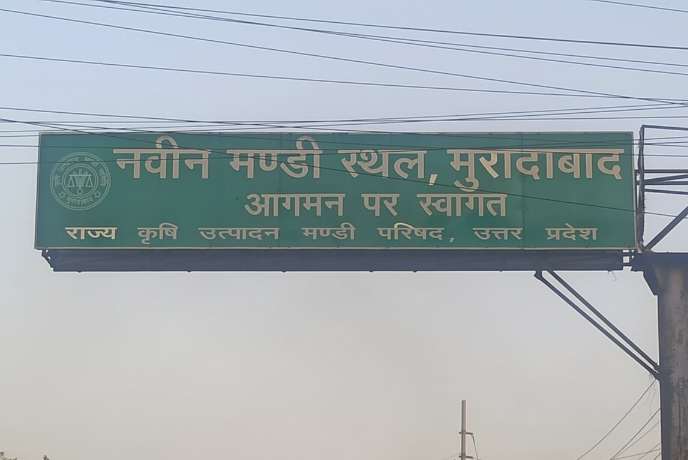 नवीन मण्डी स्थल, मुरादाबाद
आगमन पर स्वागत
राज्य कृषि उत्पादन मण्डी परिषद, उत्तर प्रदेश